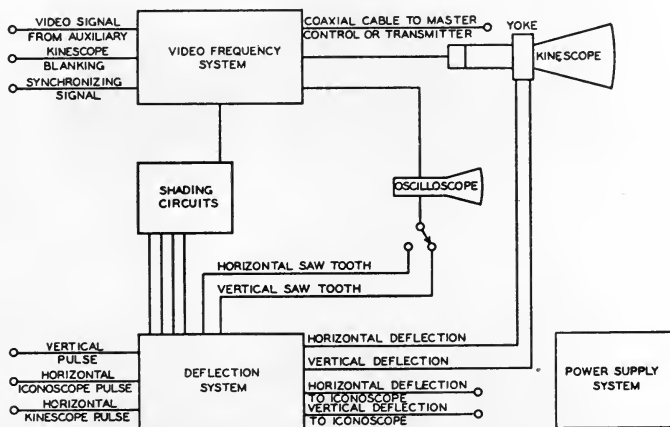 VIDEO SIGNAL
FROM AUXILIARY
KINESCOPE
BLANKING
SYNCHRONIZING
SIGNAL
VIDEO FREQUENCY
SYSTEM
COAXIAL CABLE TO MASTER
CONTROL OR TRANSMITTER
YOKE
KINESCOPE
SHADING
CIRCUITS
OSCILLOSCOPE
HORIZONTAL SAW TOOTH
VERTICAL SAW TOOTH
VERTICAL
PULSE
HORIZONTAL
ICONOSCOPE PULSE
HORIZONTAL
KINESCOPE PULSE
DEFLECTION
SYSTEM
HORIZONTAL DEFLECTION
VERTICAL DEFLECTION
HORIZONTAL DEFLECTION
TO ICONOSCOPE
VERTICAL DEFLECTION
TO ICONOSCOPE
POWER SUPPLY
SYSTEM